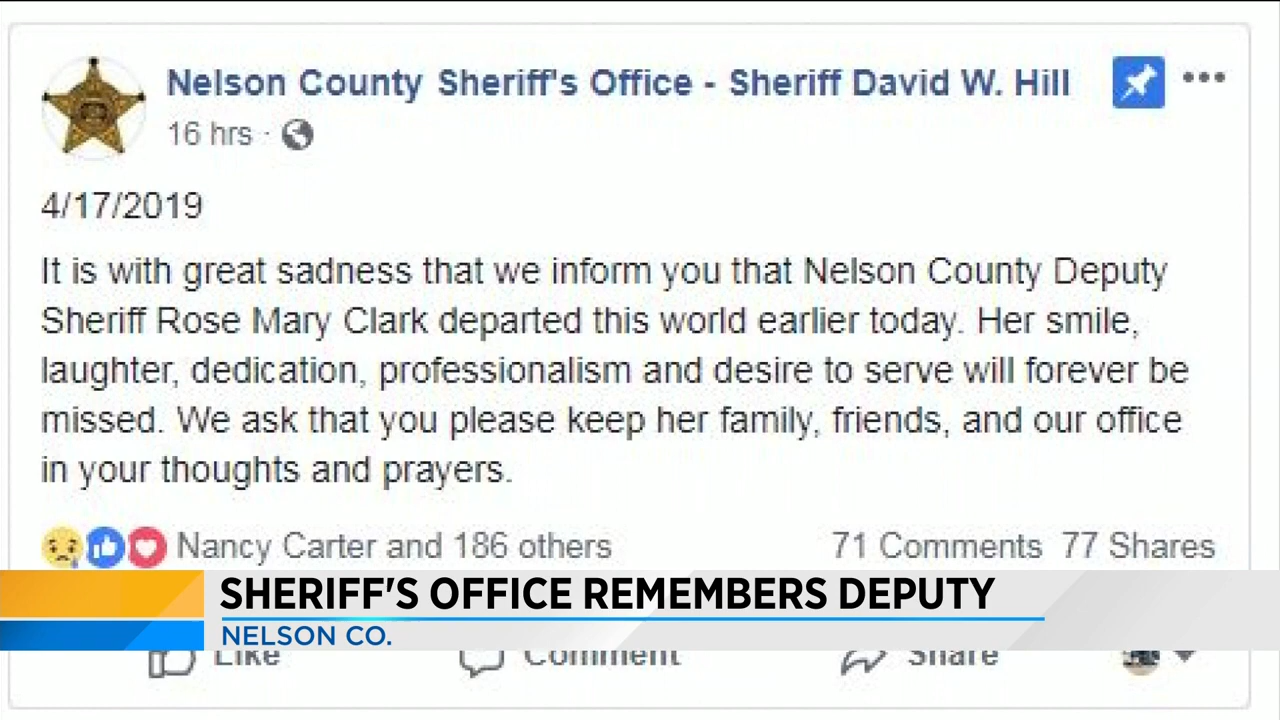 Nelson County Sheriff's Office - Sheriff David W. Hill
16 hrs ·
4/17/2019
It is with great sadness that we inform you that Nelson County Deputy
Sheriff Rose Mary Clark departed this world earlier today. Her smile,
laughter, dedication, professionalism and desire to serve will forever be
missed. We ask that you please keep her family, friends, and our office
in your thoughts and prayers.
Nancy Carter and 186 others 71 Comments 77 Shares
SHERIFF'S OFFICE REMEMBERS DEPUTY
NELSON CO.
Like Comment Share